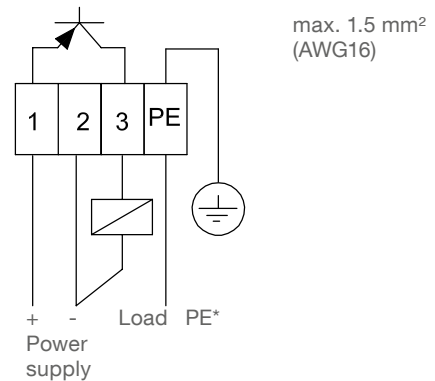 max. 1.5 mm²
(AWG16)
1 2 3 PE
+ - Load PE*
Power
supply